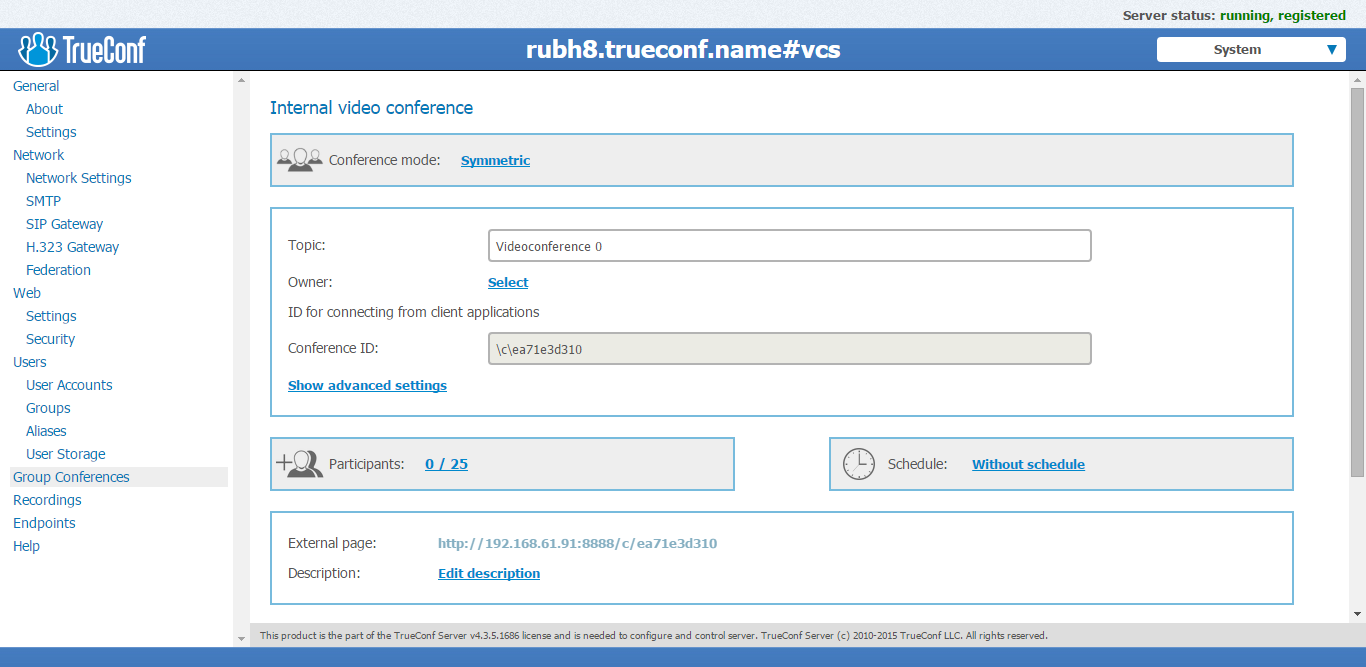 Server status: running, registered
TrueConf
rubh8.trueconf.name#vcs
System
General
About
Settings
Network
Network Settings
SMTP
SIP Gateway
H.323 Gateway
Federation
Web
Settings
Security
Users
User Accounts
Groups
Aliases
User Storage
Group Conferences
Recordings
Endpoints
Help
Internal video conference
Conference mode: Symmetric
Topic: Videoconference 0
Owner: Select
ID for connecting from client applications
Conference ID: \c\ea71e3d310
Show advanced settings
Participants: 0 / 25
Schedule: Without schedule
External page: http://192.168.61.91:8888/c/ea71e3d310
Description: Edit description
This product is the part of the TrueConf Server v4.3.5.1686 license and is needed to configure and control server. TrueConf Server (c) 2010-2015 TrueConf LLC. All rights reserved.